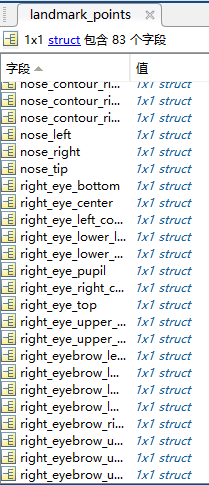 landmark_points
1x1 struct 包含 83 个字段
字段 值
nose_contour_ri... 1x1 struct
nose_contour_ri... 1x1 struct
nose_contour_ri... 1x1 struct
nose_left 1x1 struct
nose_right 1x1 struct
nose_tip 1x1 struct
right_eye_bottom 1x1 struct
right_eye_center 1x1 struct
right_eye_left_co... 1x1 struct
right_eye_lower_l... 1x1 struct
right_eye_lower_... 1x1 struct
right_eye_pupil 1x1 struct
right_eye_right_c... 1x1 struct
right_eye_top 1x1 struct
right_eye_upper_... 1x1 struct
right_eye_upper_... 1x1 struct
right_eyebrow_le... 1x1 struct
right_eyebrow_l... 1x1 struct
right_eyebrow_l... 1x1 struct
right_eyebrow_l... 1x1 struct
right_eyebrow_ri... 1x1 struct
right_eyebrow_u... 1x1 struct
right_eyebrow_u... 1x1 struct
right_eyebrow_u... 1x1 struct